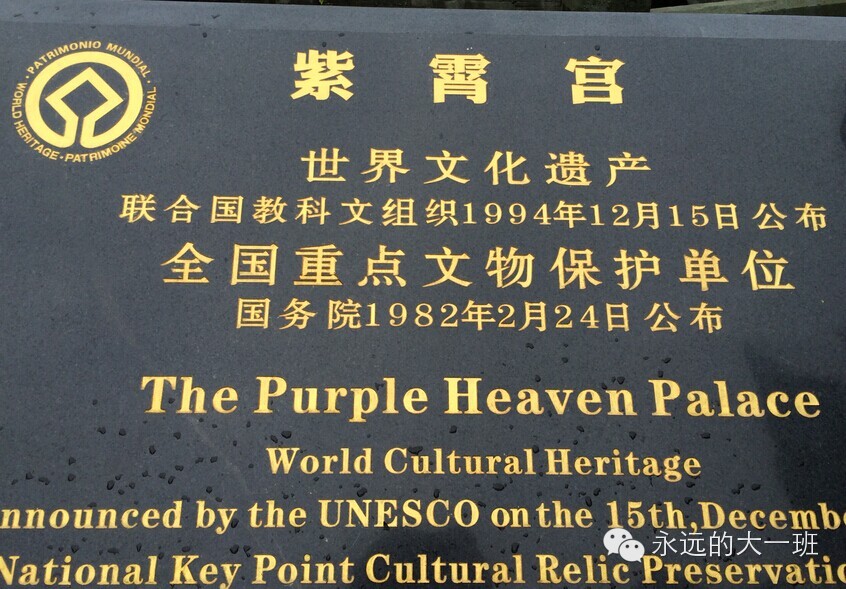 PATRIMONIO MUNDIAL • WORLD HERITAGE • PATRIMOINE MONDIAL
紫霄宫
世界文化遗产
联合国教科文组织1994年12月15日公布
全国重点文物保护单位
国务院1982年2月24日公布
The Purple Heaven Palace
World Cultural Heritage
nnounced by the UNESCO on the 15th,Decemb
National Key Point Cultural Relic Preservatio
永远的大一班